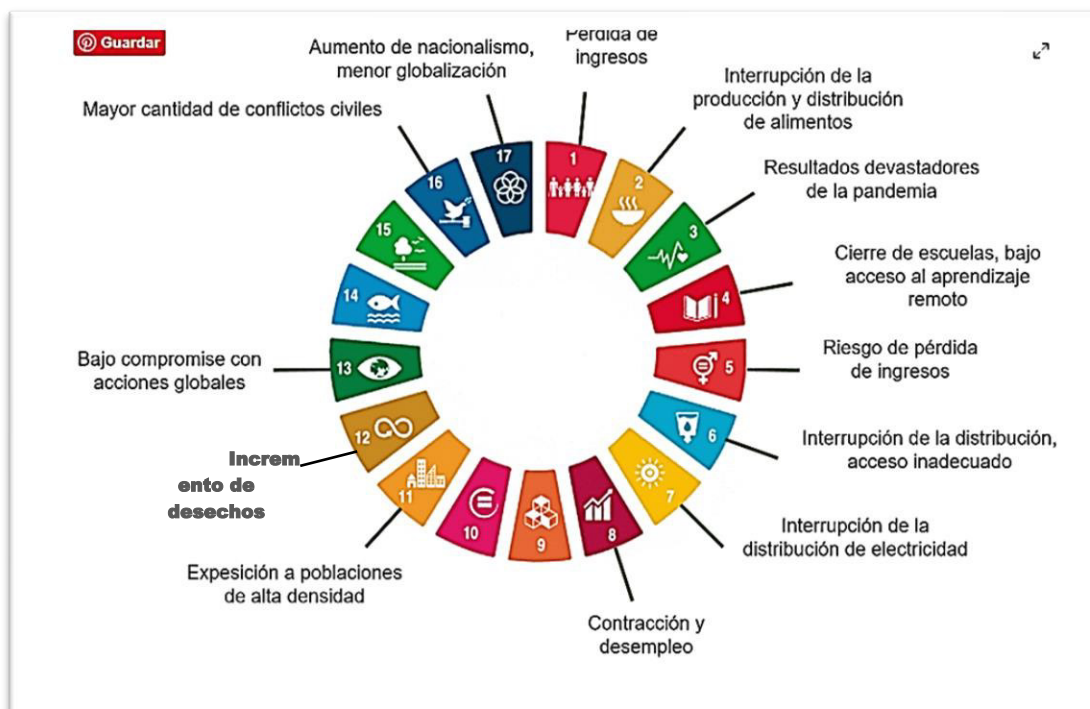 Guardar
Aumento de nacionalismo,
menor globalización
Pérdida de
ingresos
Interrupción de la
producción y distribución
de alimentos
Mayor cantidad de conflictos civiles
Resultados devastadores
de la pandemia
Cierre de escuelas, bajo
acceso al aprendizaje
remoto
Riesgo de pérdida
de ingresos
Interrupción de la distribución,
acceso inadecuado
Interrupción de la
distribución de electricidad
Contracción y
desempleo
Expesición a poblaciones
de alta densidad
Increm
ento de
desechos
Bajo compromise con
acciones globales
1
2
3
4
5
6
7
8
9
10
11
12
13
14
15
16
17